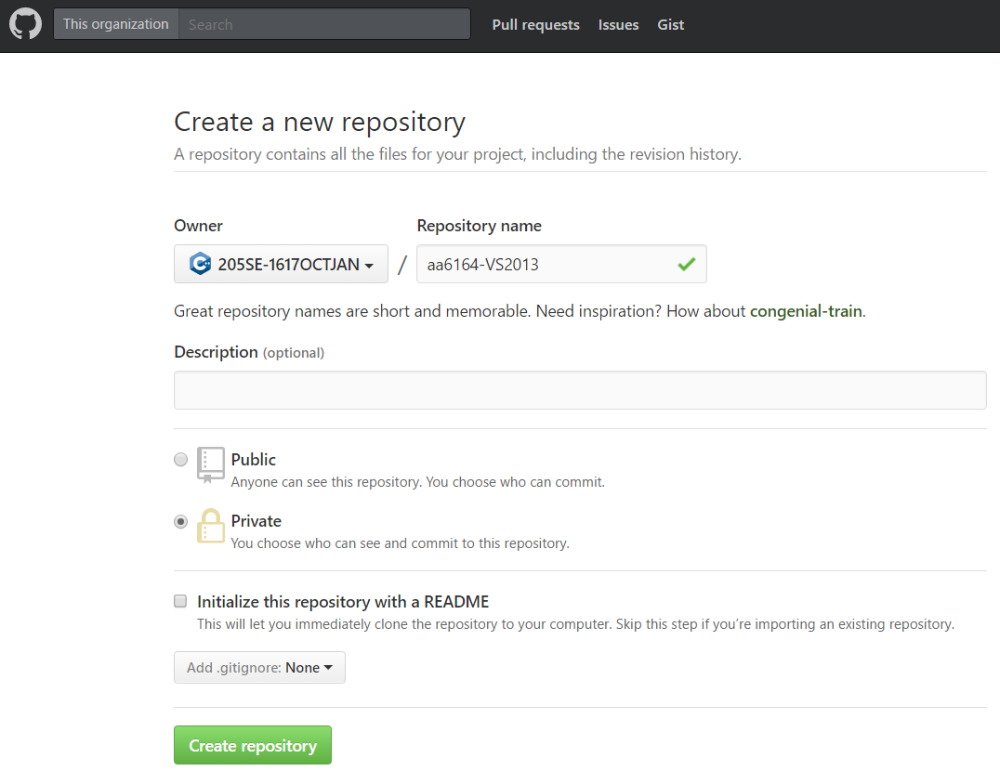 This organization Search Pull requests Issues Gist
Create a new repository
A repository contains all the files for your project, including the revision history.
Owner Repository name
205SE-1617OCTJAN / aa6164-VS2013
Great repository names are short and memorable. Need inspiration? How about congenial-train.
Description (optional)
Public
Anyone can see this repository. You choose who can commit.
Private
You choose who can see and commit to this repository.
Initialize this repository with a README
This will let you immediately clone the repository to your computer. Skip this step if you’re importing an existing repository.
Add .gitignore: None
Create repository